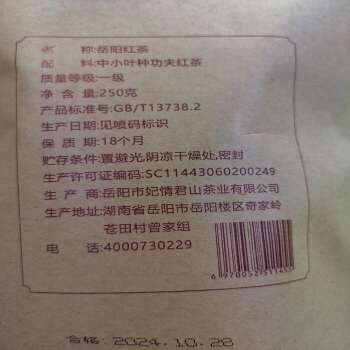 名 称:岳阳红茶
配 料:中小叶种功夫红茶
质量等级:一级
净 含 量:250克
产品标准号:GB/T13738.2
生产日期:见喷码标识
保 质 期:18个月
贮存条件:置避光,阴凉干燥处,密封
生产许可证编码:SC11443060200249
生 产 商:岳阳市妃情君山茶业有限公司
生产地址:湖南省岳阳市岳阳楼区奇家岭
苍田村曾家组
电 话:4000730229
合格: 2024.10.28